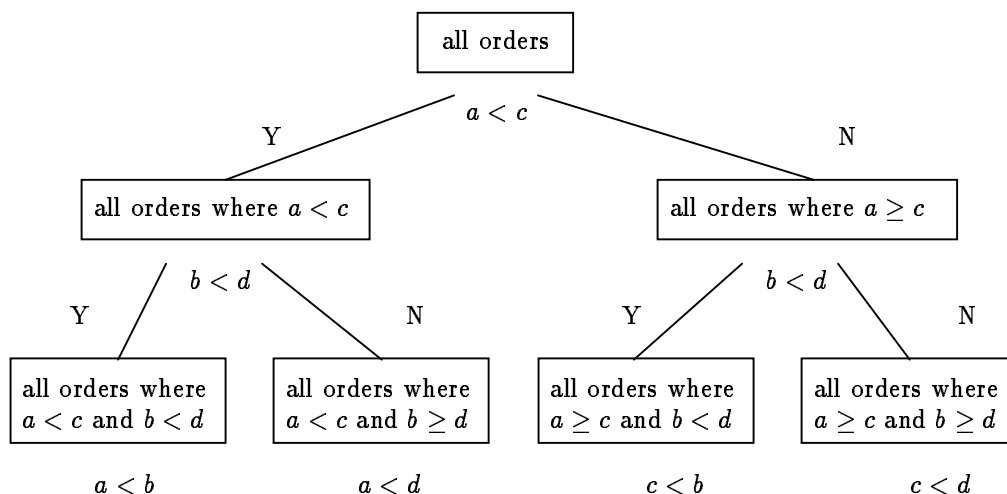 all orders
a < c
Y
N
all orders where a < c
all orders where a ≥ c
b < d
b < d
Y
N
Y
N
all orders where
a < c and b < d
all orders where
a < c and b ≥ d
all orders where
a ≥ c and b < d
all orders where
a ≥ c and b ≥ d
a < b
a < d
c < b
c < d